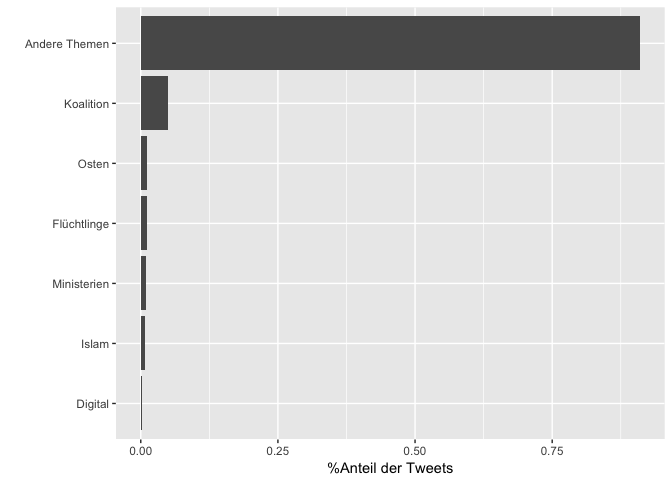 Andere Themen
Koalition
Osten
Flüchtlinge
Ministerien
Islam
Digital
0.00 0.25 0.50 0.75
%Anteil der Tweets